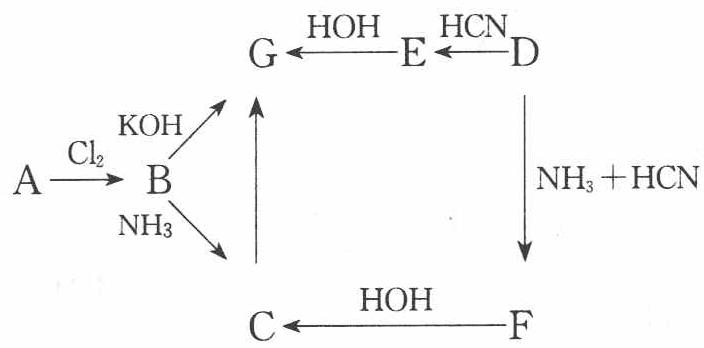 HOH HCN
G E D
KOH
Cl₂
A B NH₃+HCN
NH₃
HOH
C F